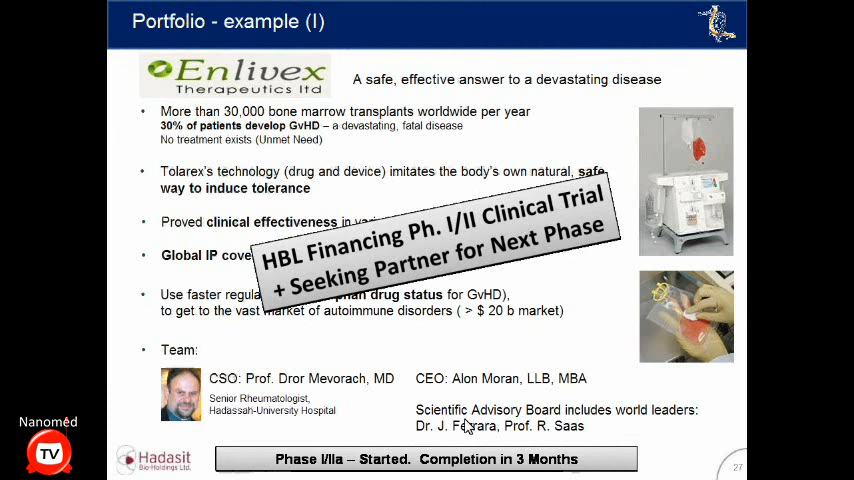 Portfolio - example (I)
Enlivex
Therapeutics ltd
A safe, effective answer to a devastating disease
• More than 30,000 bone marrow transplants worldwide per year
30% of patients develop GvHD – a devastating, fatal disease
No treatment exists (Unmet Need)
• Tolarex's technology (drug and device) imitates the body's own natural, safe
way to induce tolerance
• Proved clinical effectiveness in
• Global IP
HBL Financing Ph. I/II Clinical Trial
+ Seeking Partner for Next Phase
• Use faster drug status for GvHD),
to get to the vast market of autoimmune disorders ( > $ 20 b market)
• Team:
CSO: Prof. Dror Mevorach, MD
Senior Rheumatologist,
Hadassah-University Hospital
CEO: Alon Moran, LLB, MBA
Scientific Advisory Board includes world leaders:
Dr. J. Ferrara, Prof. R. Saas
Nanomed
TV
Hadasit
Bio-Holdings Ltd.
Phase I/IIa – Started. Completion in 3 Months
27